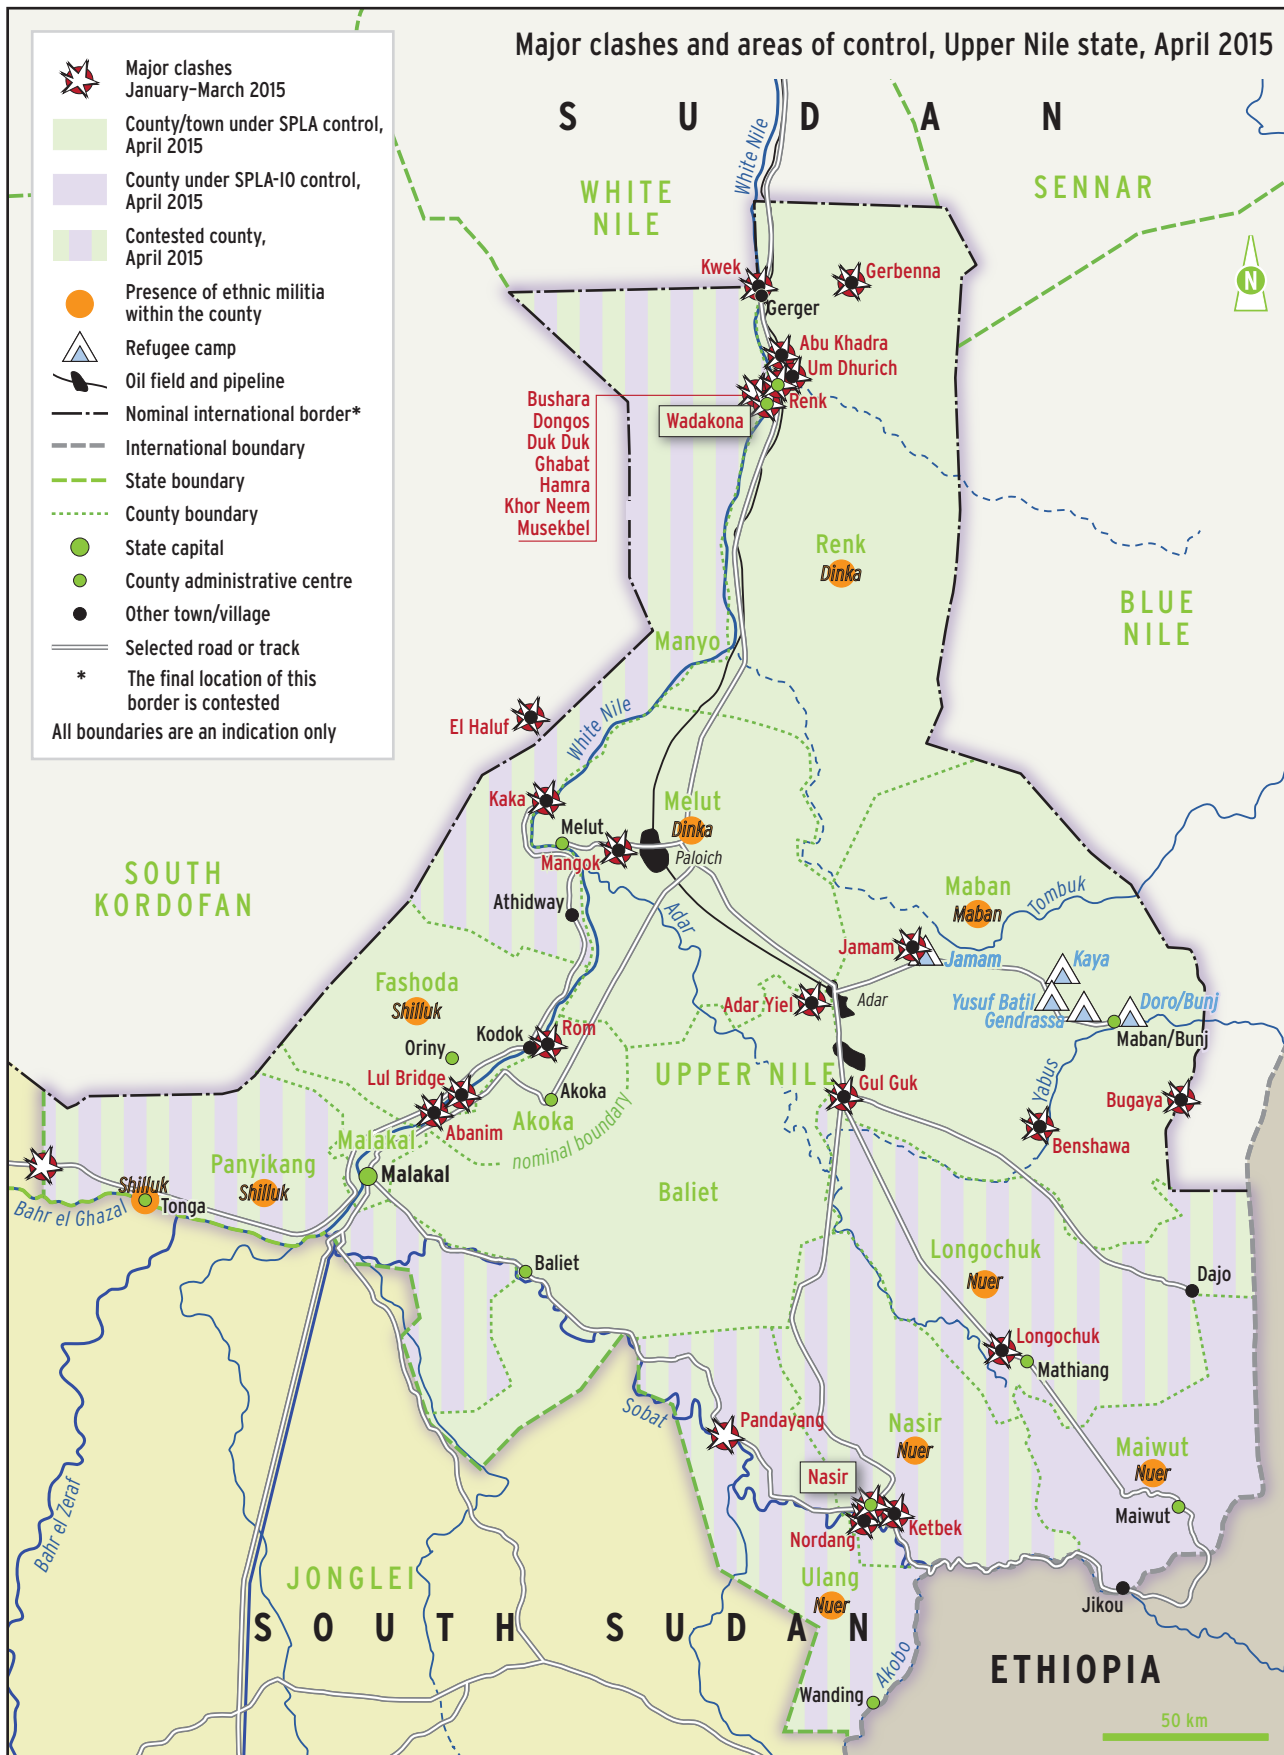 Major clashes and areas of control, Upper Nile state, April 2015
Major clashes
January–March 2015
County/town under SPLA control,
April 2015
County under SPLA-IO control,
April 2015
Contested county,
April 2015
Presence of ethnic militia
within the county
Refugee camp
Oil field and pipeline
Nominal international border*
International boundary
State boundary
County boundary
State capital
County administrative centre
Other town/village
Selected road or track
* The final location of this
border is contested
All boundaries are an indication only
SUDAN
WHITE
NILE
White Nile
SENNAR
N
Kwek
Gerbenna
Gerger
Abu Khadra
Um Dhurich
Renk
Wadakona
Bushara
Dongos
Duk Duk
Ghabat
Hamra
Khor Neem
Musekbel
Renk
Dinka
BLUE
NILE
Manyo
White Nile
El Haluf
Kaka
Melut
Melut
Dinka
Mangok
Paloich
SOUTH
KORDOFAN
Athidway
Adar
Maban
Maban
Tombuk
Jamam
Jamam
Kaya
Yusuf Batil
Gendrassa
Doro/Bunj
Maban/Bunj
Fashoda
Shilluk
Adar Yiel
Adar
Kodok
Rom
Oriny
Lul Bridge
UPPER NILE
Gul Guk
Yabus
Bugaya
Akoka
Akoka
Abanim
nominal boundary
Benshawa
Malakal
Malakal
Panyikang
Shilluk
Shilluk
Tonga
Bahr el Ghazal
Baliet
Baliet
Longochuk
Nuer
Dajo
Longochuk
Mathiang
Sobat
Pandayang
Nasir
Nuer
Maiwut
Nuer
Nasir
Maiwut
Nordang
Ketbek
Bahr el Zeraf
JONGLEI
Ulang
Nuer
Jikou
SOUTH SUDAN
Akobo
ETHIOPIA
Wanding
50 km